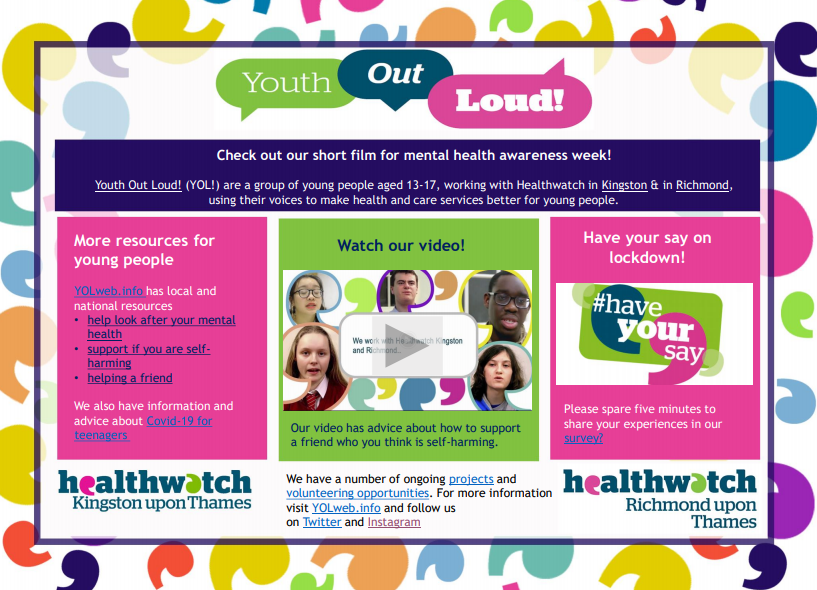 Youth
Out
Loud!
Check out our short film for mental health awareness week!
Youth Out Loud! (YOL!) are a group of young people aged 13-17, working with Healthwatch in Kingston & in Richmond,
using their voices to make health and care services better for young people.
More resources for
young people
YOLweb.info has local and
national resources
• help look after your mental
health
• support if you are self-
harming
• helping a friend
We also have information and
advice about Covid-19 for
teenagers
Watch our video!
We work with Healthwatch Kingston
and Richmond...
Our video has advice about how to support
a friend who you think is self-harming.
Have your say on
lockdown!
#have
your
say
Please spare five minutes to
share your experiences in our
survey?
healthwatch
Kingston upon Thames
We have a number of ongoing projects and
volunteering opportunities. For more information
visit YOLweb.info and follow us
on Twitter and Instagram
healthwatch
Richmond upon
Thames